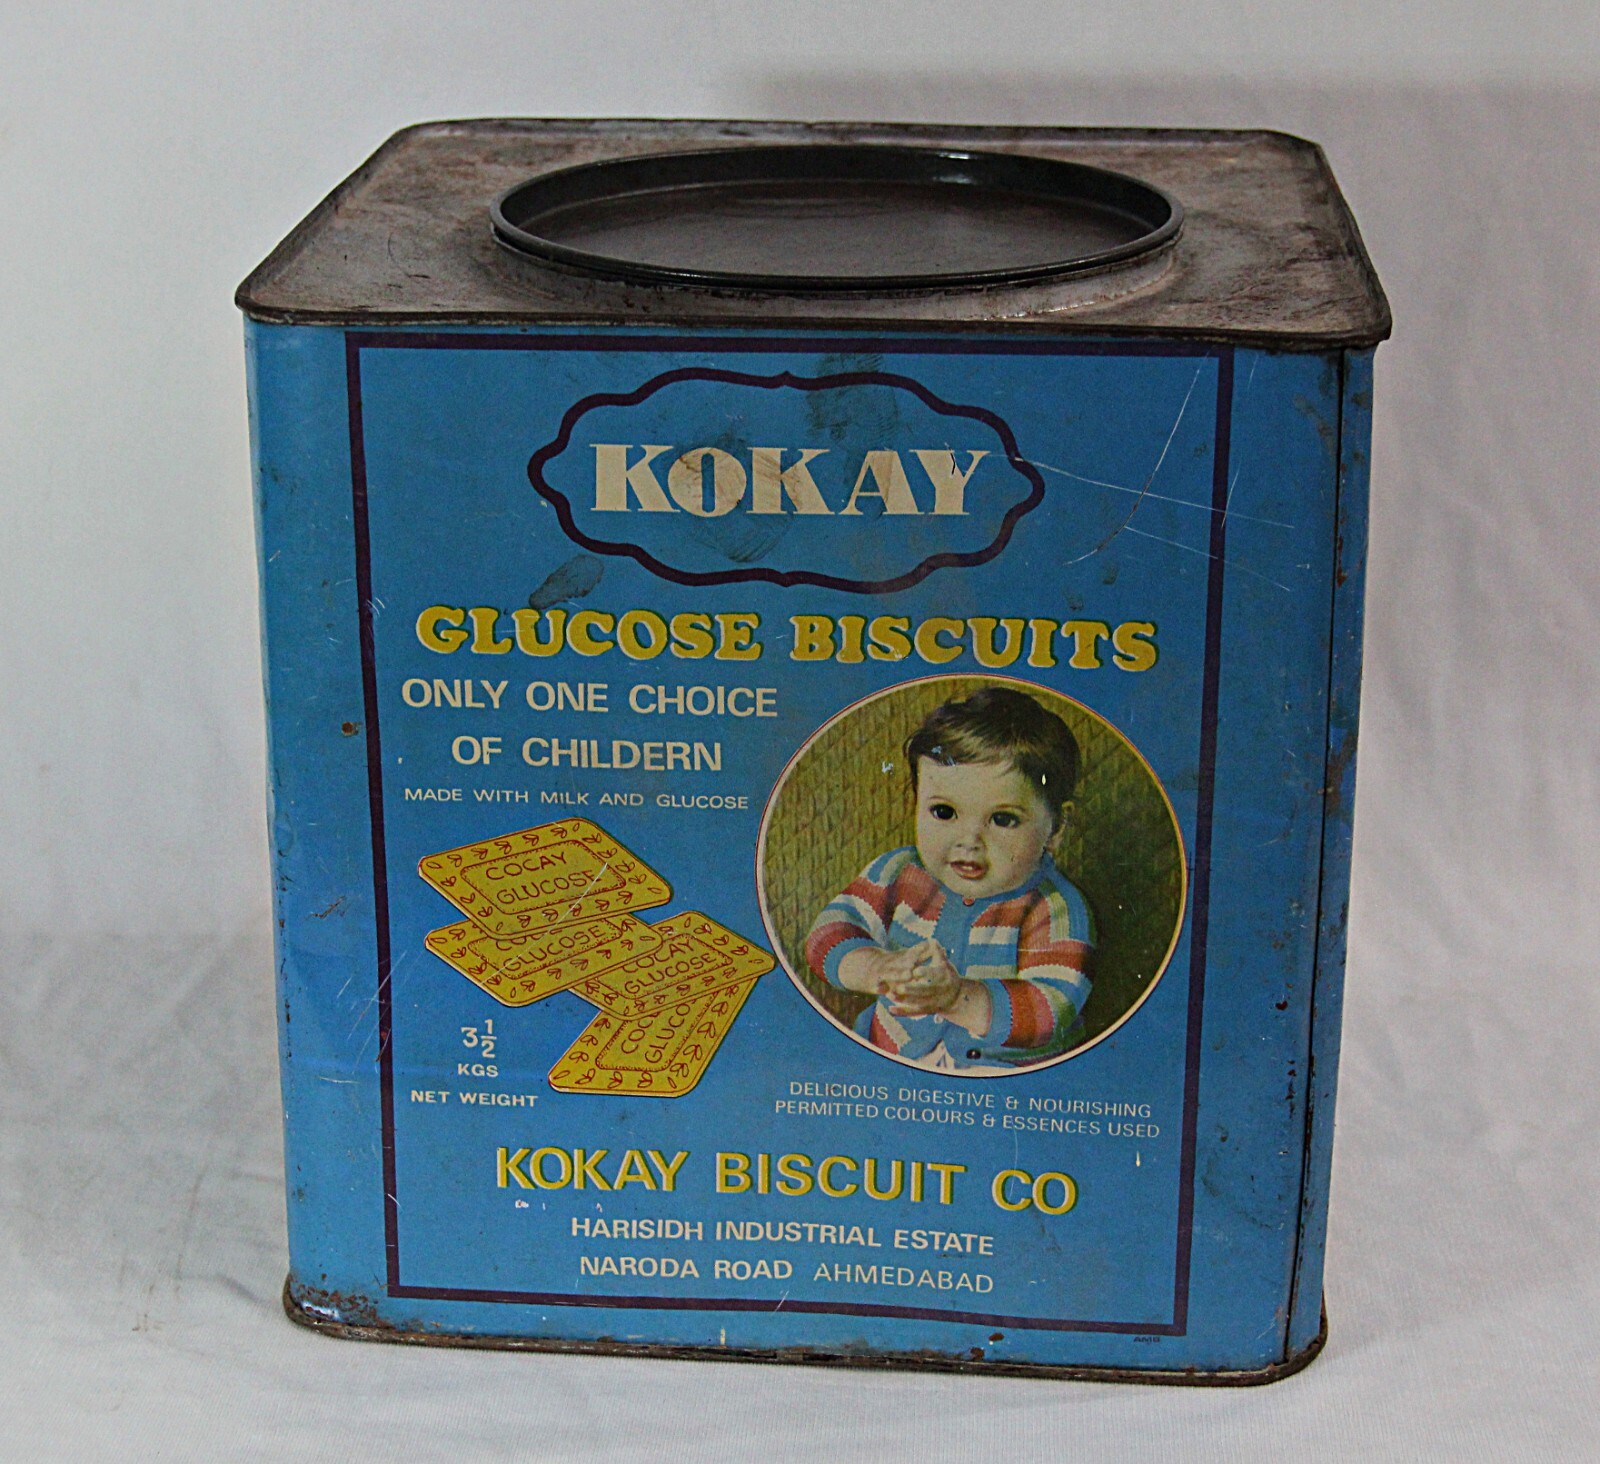 KOKAY
GLUCOSE BISCUITS
ONLY ONE CHOICE
OF CHILDERN
MADE WITH MILK AND GLUCOSE
COCAY
GLUCOSE
GLUCOSE
COCAY
GLUCOSE
GLUCOSE
3 1/2
KGS
NET WEIGHT
DELICIOUS DIGESTIVE & NOURISHING
PERMITTED COLOURS & ESSENCES USED
KOKAY BISCUIT CO
HARISIDH INDUSTRIAL ESTATE
NARODA ROAD AHMEDABAD